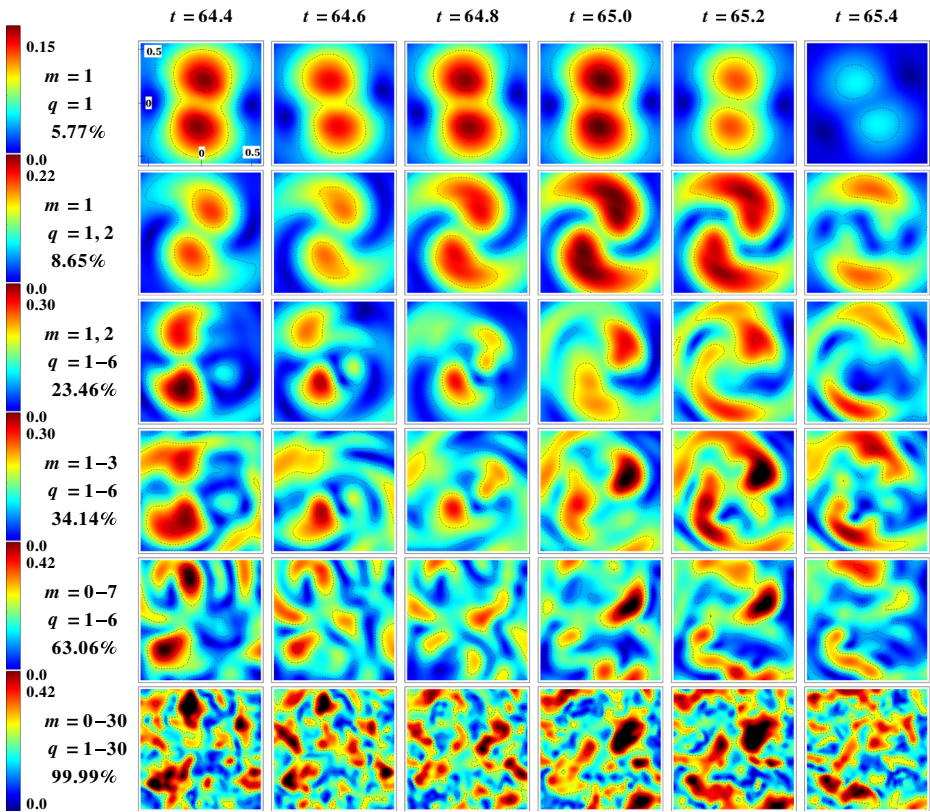 t = 64.4 t = 64.6 t = 64.8 t = 65.0 t = 65.2 t = 65.4
0.15
m = 1
q = 1
5.77%
0.0
0.5
0
0
0.5
0.22
m = 1
q = 1, 2
8.65%
0.0
0.30
m = 1, 2
q = 1−6
23.46%
0.0
0.30
m = 1−3
q = 1−6
34.14%
0.0
0.42
m = 0−7
q = 1−6
63.06%
0.0
0.42
m = 0−30
q = 1−30
99.99%
0.0